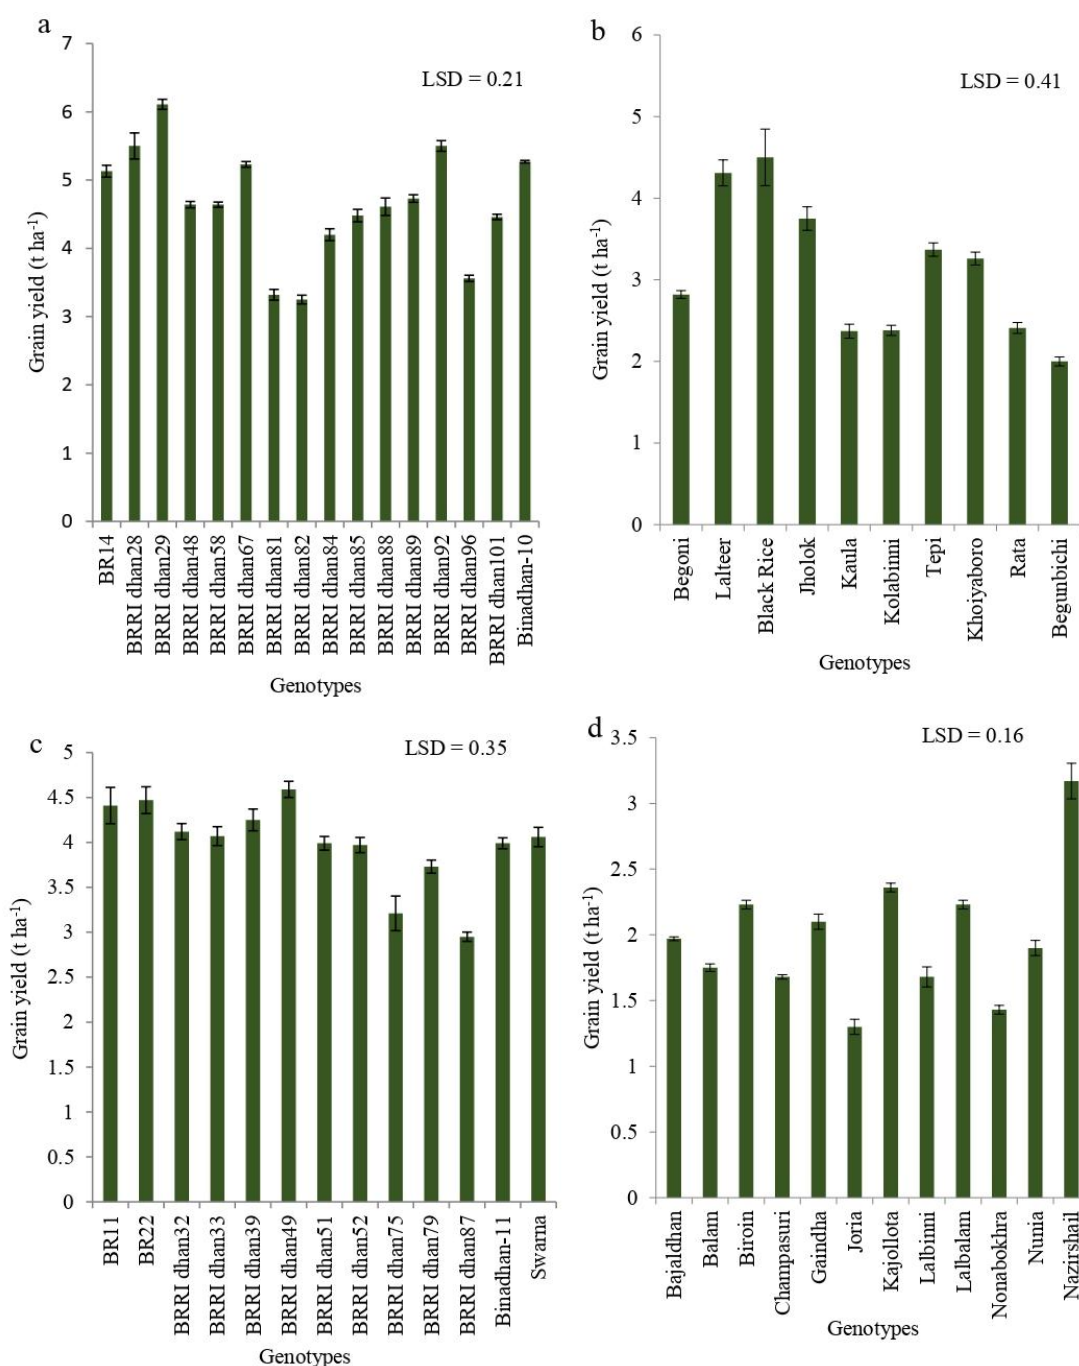 a
LSD = 0.21
Grain yield (t ha-1)
7
6
5
4
3
2
1
0
BR14
BRRI dhan28
BRRI dhan29
BRRI dhan48
BRRI dhan58
BRRI dhan67
BRRI dhan81
BRRI dhan82
BRRI dhan84
BRRI dhan85
BRRI dhan88
BRRI dhan89
BRRI dhan92
BRRI dhan96
BRRI dhan101
Binadhan-10
Genotypes
b
LSD = 0.41
Grain yield (t ha-1)
6
5
4
3
2
1
0
Begoni
Lalteer
Black Rice
Jholok
Kaula
Kolabinni
Tepi
Khoiyaboro
Rata
Begunbichi
Genotypes
c
LSD = 0.35
Grain yield (t ha-1)
5
4.5
4
3.5
3
2.5
2
1.5
1
0.5
0
BR11
BR22
BRRI dhan32
BRRI dhan33
BRRI dhan39
BRRI dhan49
BRRI dhan51
BRRI dhan52
BRRI dhan75
BRRI dhan79
BRRI dhan87
Binadhan-11
Swarna
Genotypes
d
LSD = 0.16
Grain yield (t ha-1)
3.5
3
2.5
2
1.5
1
0.5
0
Bajaldhan
Balam
Biroin
Champasuri
Gaindha
Joria
Kajollota
Lalbinni
Lalbalam
Nonabokhra
Nunia
Nazirshail
Genotypes